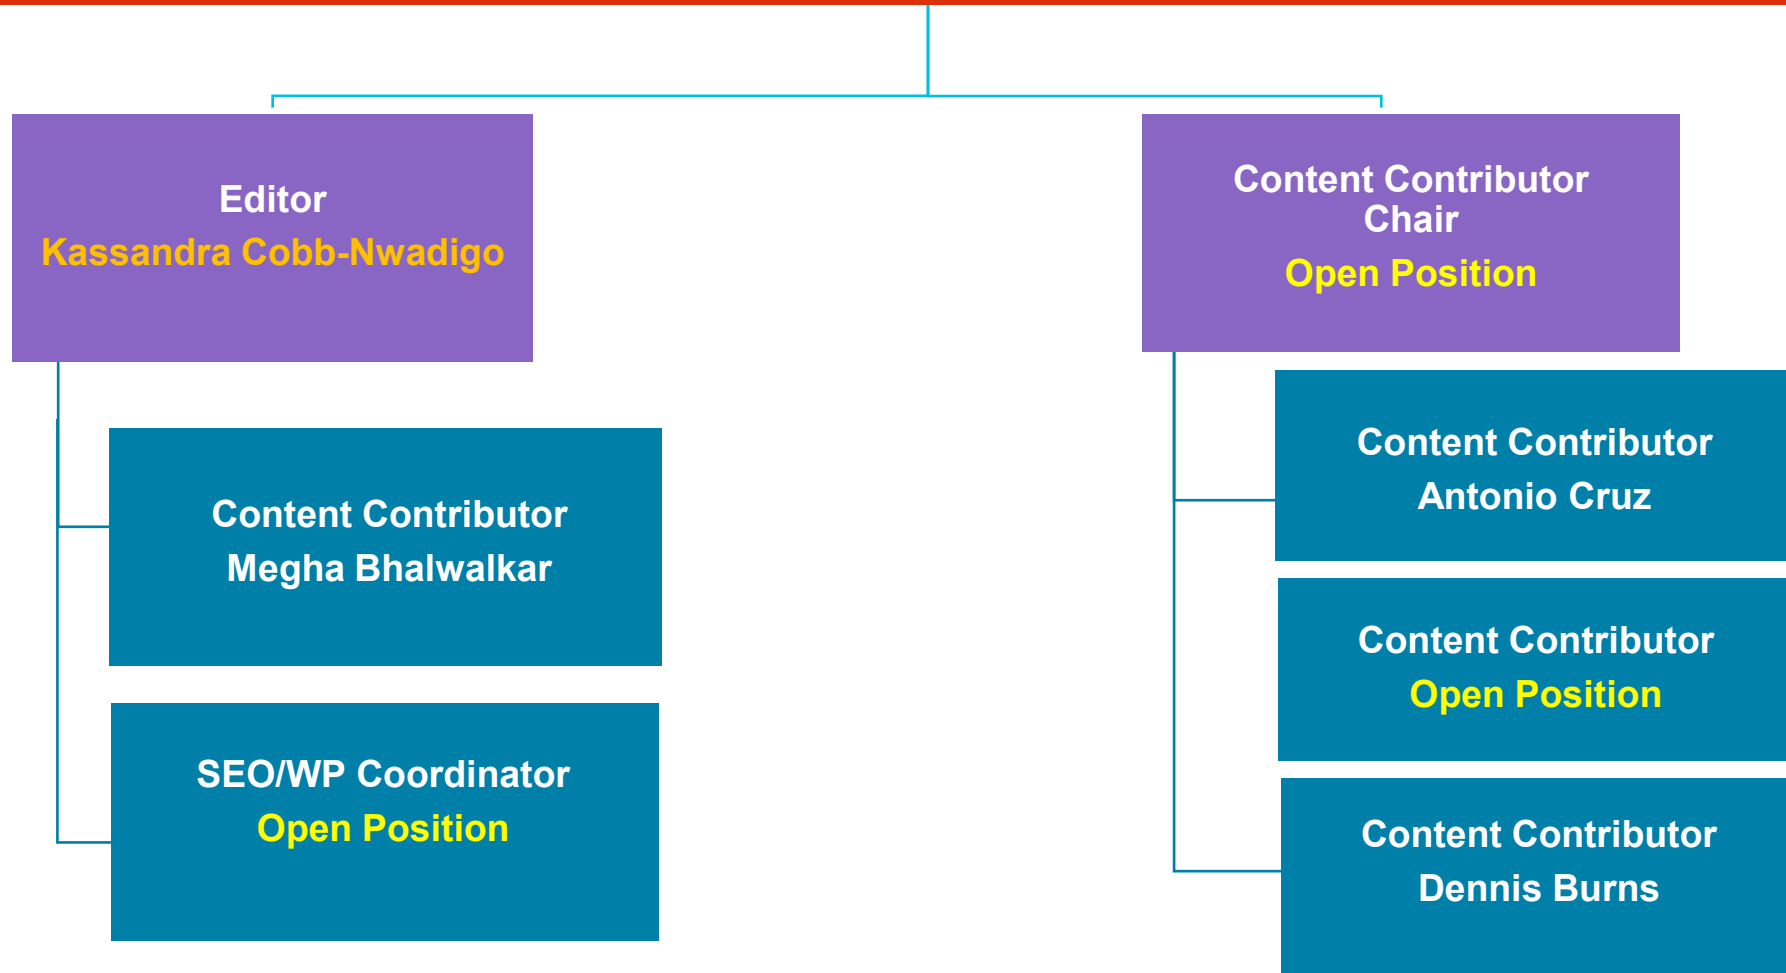 Editor
Kassandra Cobb-Nwadigo
Content Contributor
Megha Bhalwalkar
SEO/WP Coordinator
Open Position
Content Contributor
Chair
Open Position
Content Contributor
Antonio Cruz
Content Contributor
Open Position
Content Contributor
Dennis Burns